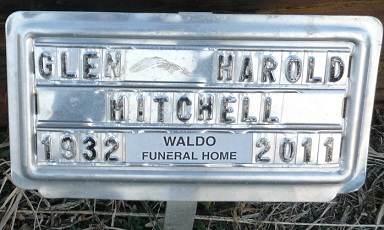 GLEN HAROLD
MITCHELL
1932 WALDO 2011
FUNERAL HOME